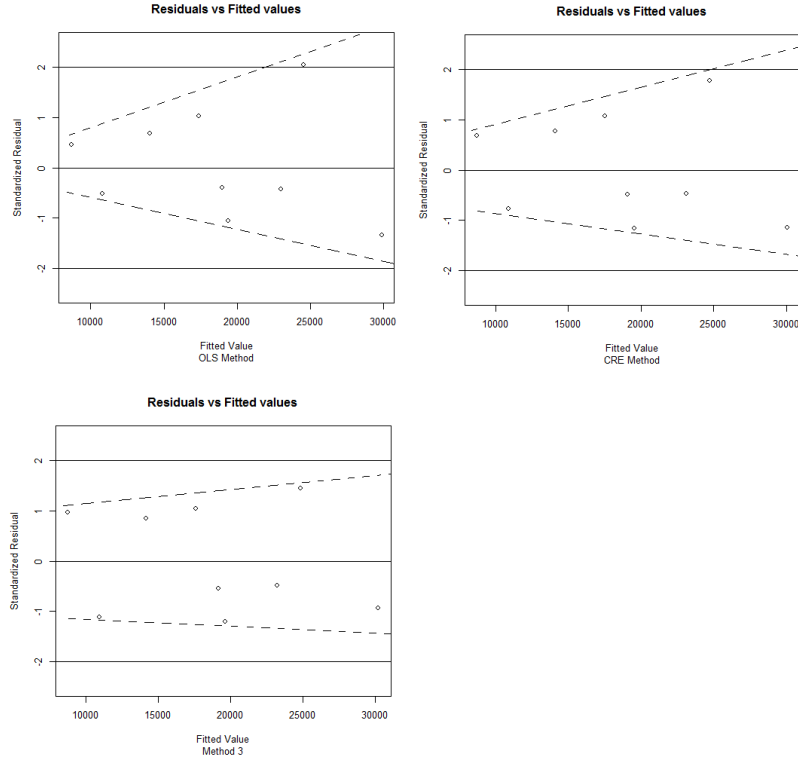 Residuals vs Fitted values
Standardized Residual
2
1
0
-1
-2
10000 15000 20000 25000 30000
Fitted Value
OLS Method
Residuals vs Fitted values
Standardized Residual
2
1
0
-1
-2
10000 15000 20000 25000 30000
Fitted Value
CRE Method
Residuals vs Fitted values
Standardized Residual
2
1
0
-1
-2
10000 15000 20000 25000 30000
Fitted Value
Method 3